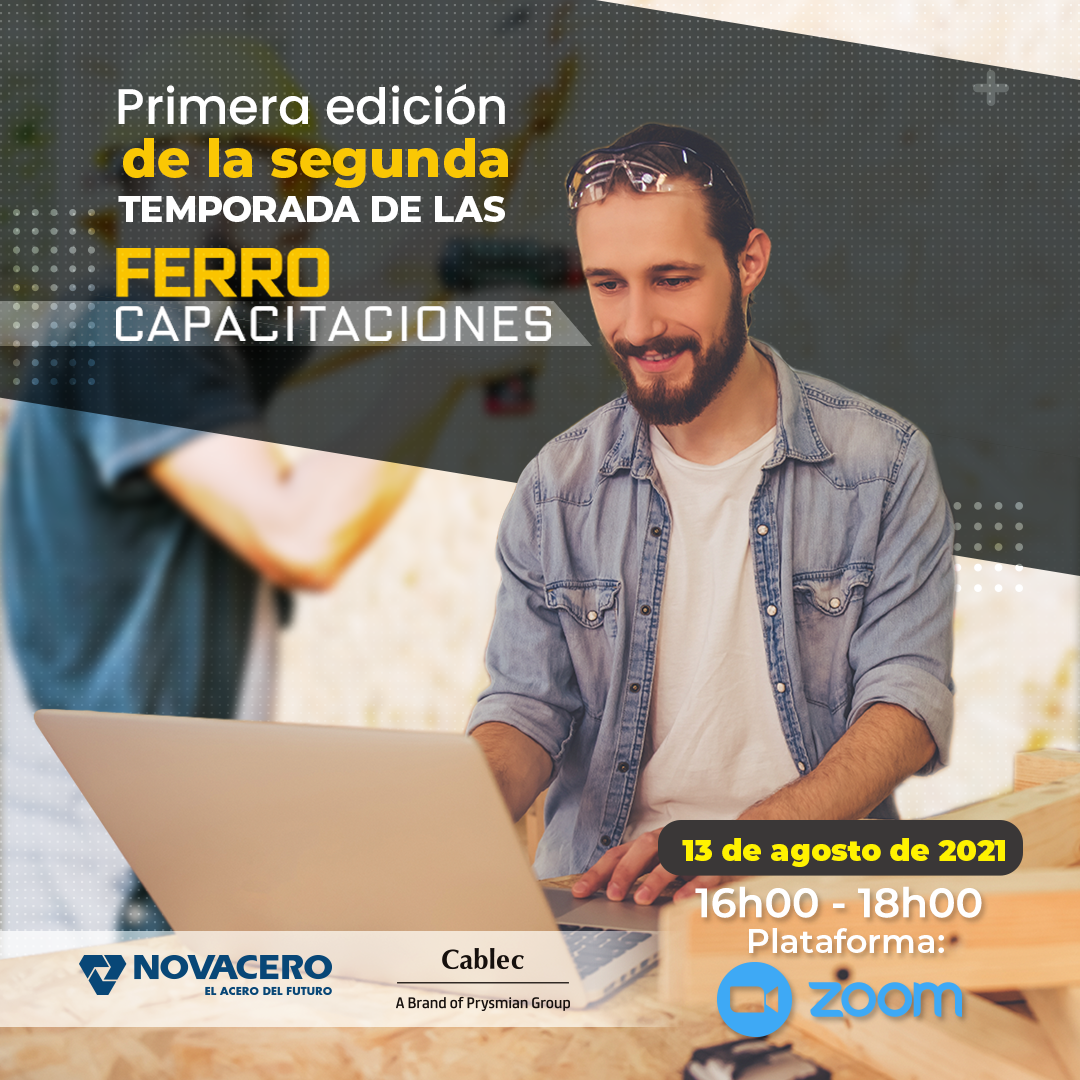 Primera edición
de la segunda
TEMPORADA DE LAS
FERRO
CAPACITACIONES
13 de agosto de 2021
16h00 - 18h00
Plataforma:
zoom
NOVACERO
EL ACERO DEL FUTURO
Cablec
A Brand of Prysmian Group